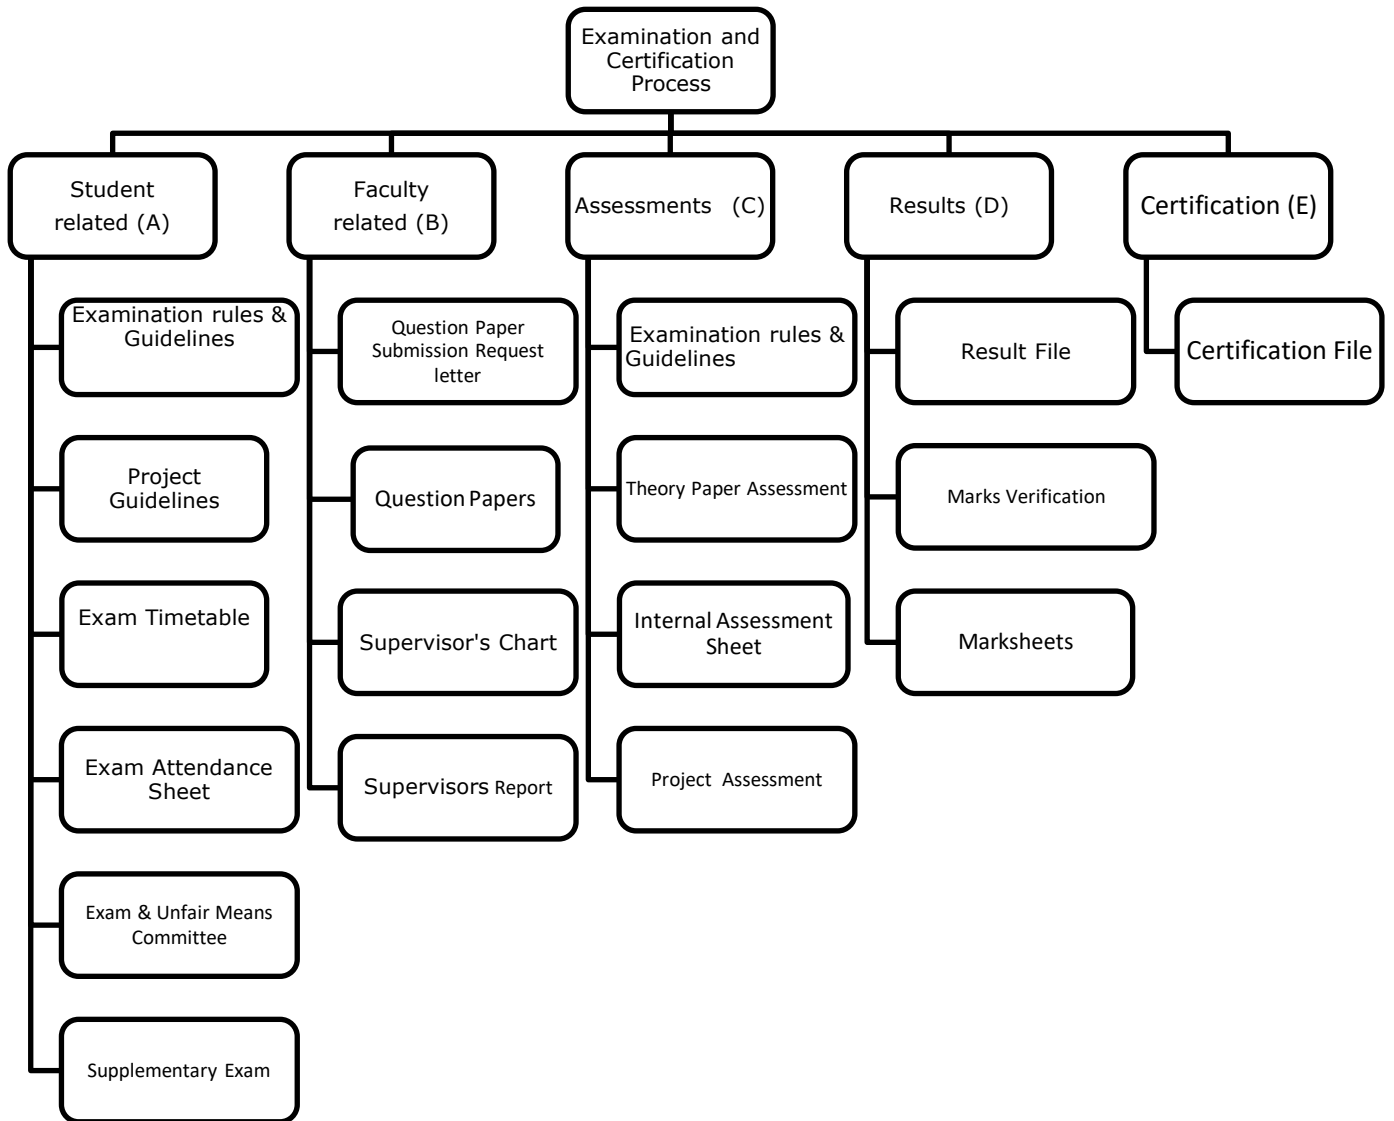 Examination and
Certification
Process
Student
related (A)
Faculty
related (B)
Assessments (C)
Results (D)
Certification (E)
Examination rules &
Guidelines
Project
Guidelines
Exam Timetable
Exam Attendance
Sheet
Exam & Unfair Means
Committee
Supplementary Exam
Question Paper
Submission Request
letter
Question Papers
Supervisor's Chart
Supervisors Report
Examination rules &
Guidelines
Theory Paper Assessment
Internal Assessment
Sheet
Project Assessment
Result File
Marks Verification
Marksheets
Certification File